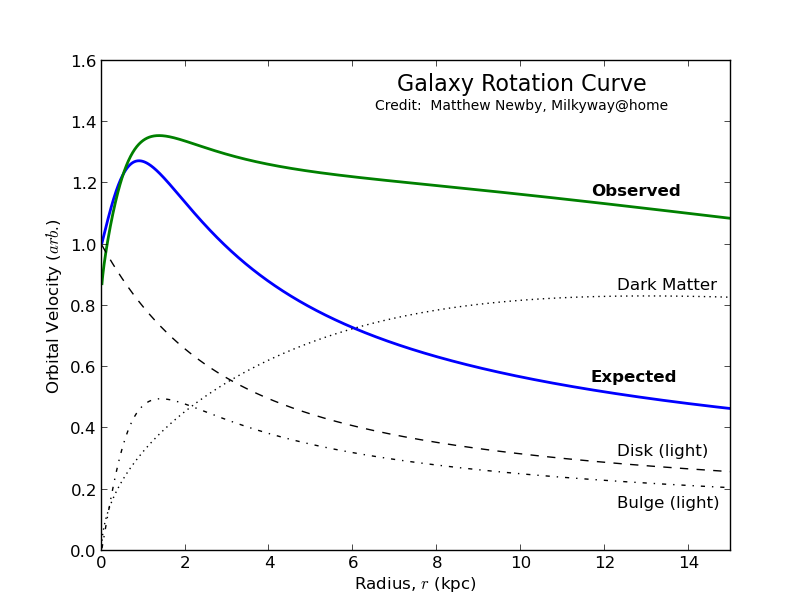 Galaxy Rotation Curve
Credit:  Matthew Newby, Milkyway@home
Observed
Dark Matter
Expected
Disk (light)
Bulge (light)
Orbital Velocity (arb.)
1.6
1.4
1.2
1.0
0.8
0.6
0.4
0.2
0.0
0 2 4 6 8 10 12 14
Radius, r (kpc)